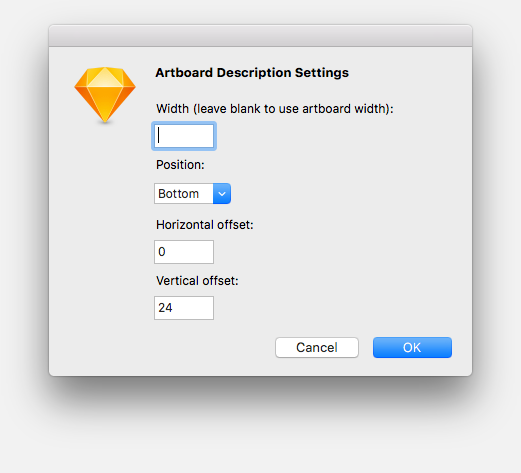 Artboard Description Settings
Width (leave blank to use artboard width):
Position:
Bottom
Horizontal offset:
0
Vertical offset:
24
Cancel OK